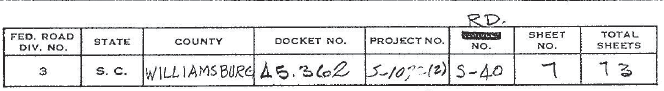 RD.
FED. ROAD DIV. NO. STATE COUNTY DOCKET NO. PROJECT NO. NO. SHEET NO. TOTAL SHEETS
3 S. C. WILLIAMSBURG 45.362 S-40 7 73